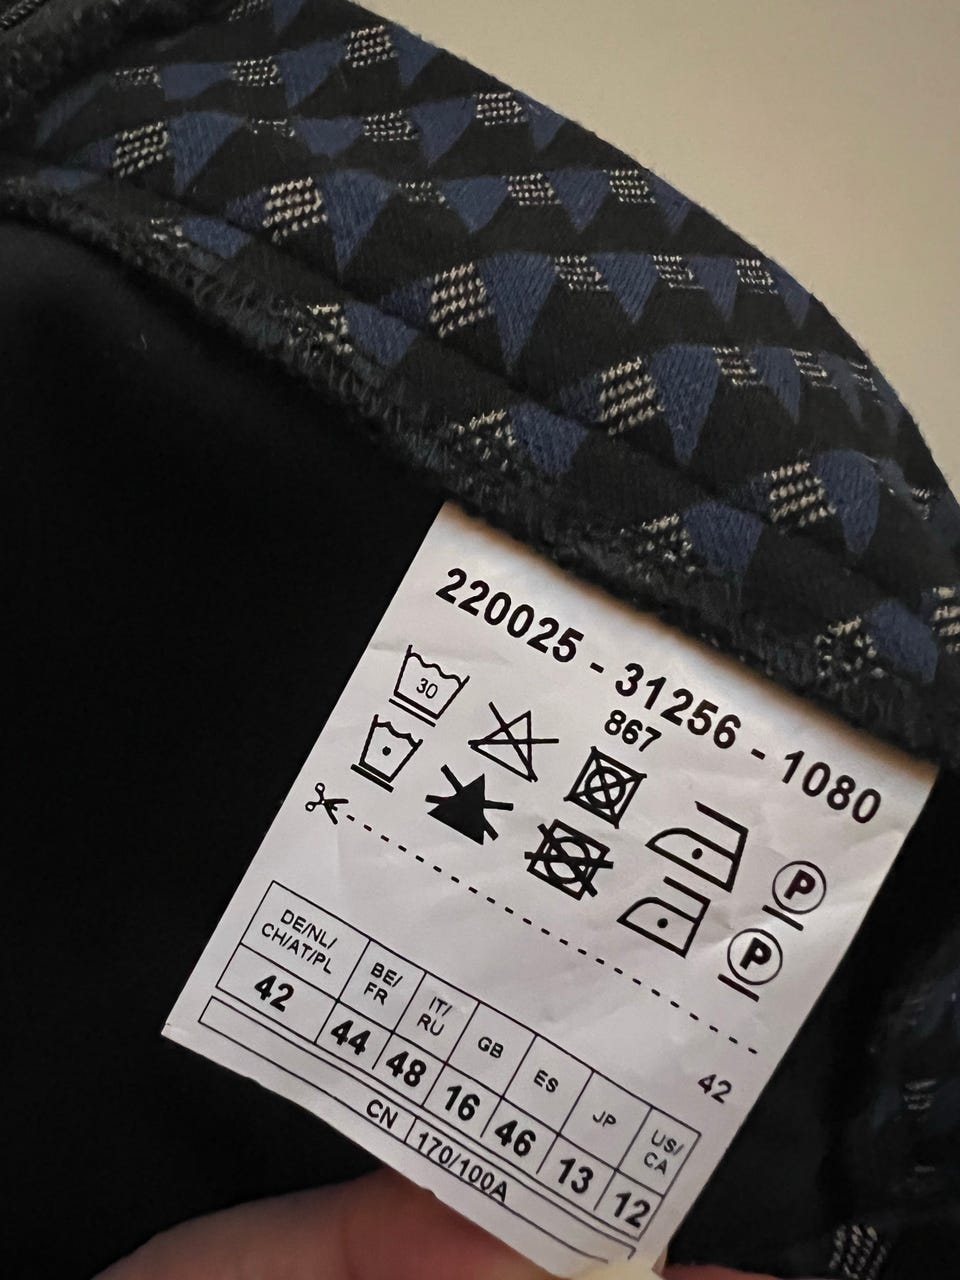 220025 - 31256 - 1080
867
30
P
P
DE/NL/
CH/AT/PL
BE/
FR
IT/
RU
GB
ES
JP
US/
CA
42 44 48 16 46 13 12
CN 170/100A
42